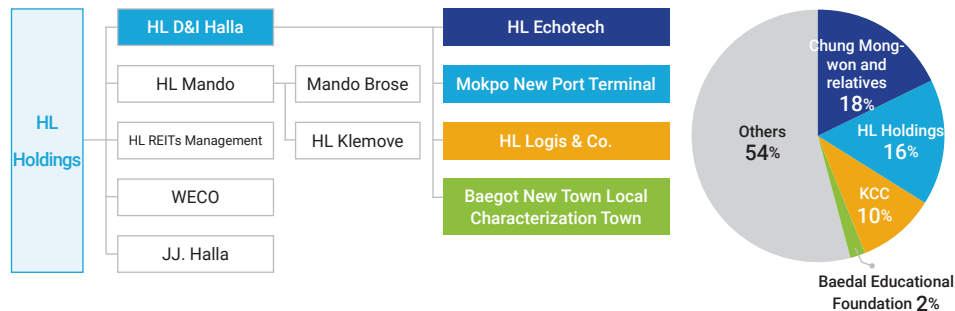 HL
Holdings
HL D&I Halla
HL Mando
HL REITs Management
WECO
JJ. Halla
Mando Brose
HL Klemove
HL Echotech
Mokpo New Port Terminal
HL Logis & Co.
Baegot New Town Local
Characterization Town
Chung Mong-
won and
relatives
18%
HL Holdings
16%
KCC
10%
Baedal Educational
Foundation 2%
Others
54%